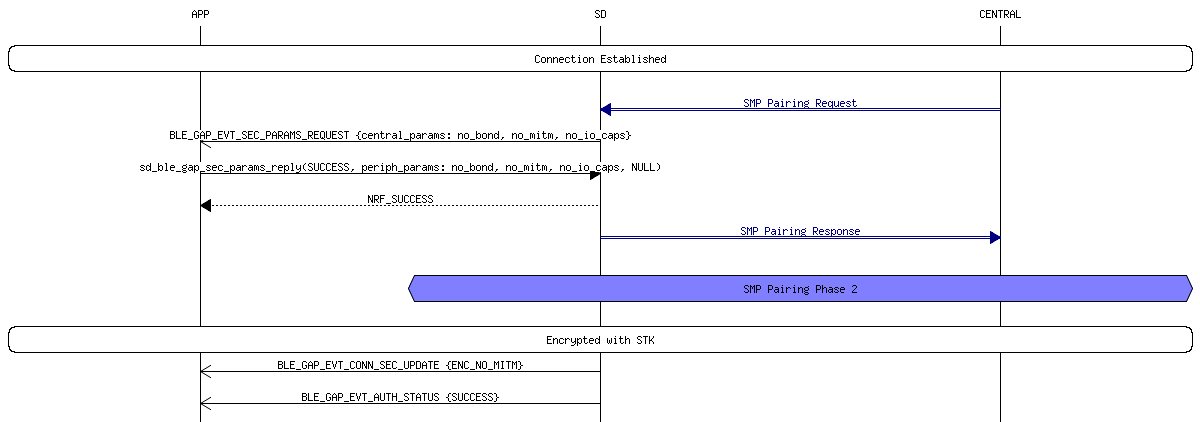 APP SD CENTRAL
Connection Established
SMP Pairing Request
BLE_GAP_EVT_SEC_PARAMS_REQUEST {central_params: no_bond, no_mitm, no_io_caps}
sd_ble_gap_sec_params_reply(SUCCESS, periph_params: no_bond, no_mitm, no_io_caps, NULL)
NRF_SUCCESS
SMP Pairing Response
SMP Pairing Phase 2
Encrypted with STK
BLE_GAP_EVT_CONN_SEC_UPDATE {ENC_NO_MITM}
BLE_GAP_EVT_AUTH_STATUS {SUCCESS}